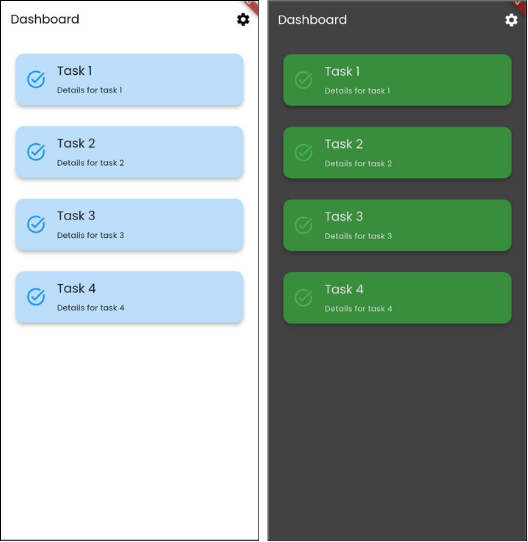 Dashboard
Task 1
Details for task 1
Task 2
Details for task 2
Task 3
Details for task 3
Task 4
Details for task 4
Dashboard
Task 1
Details for task 1
Task 2
Details for task 2
Task 3
Details for task 3
Task 4
Details for task 4